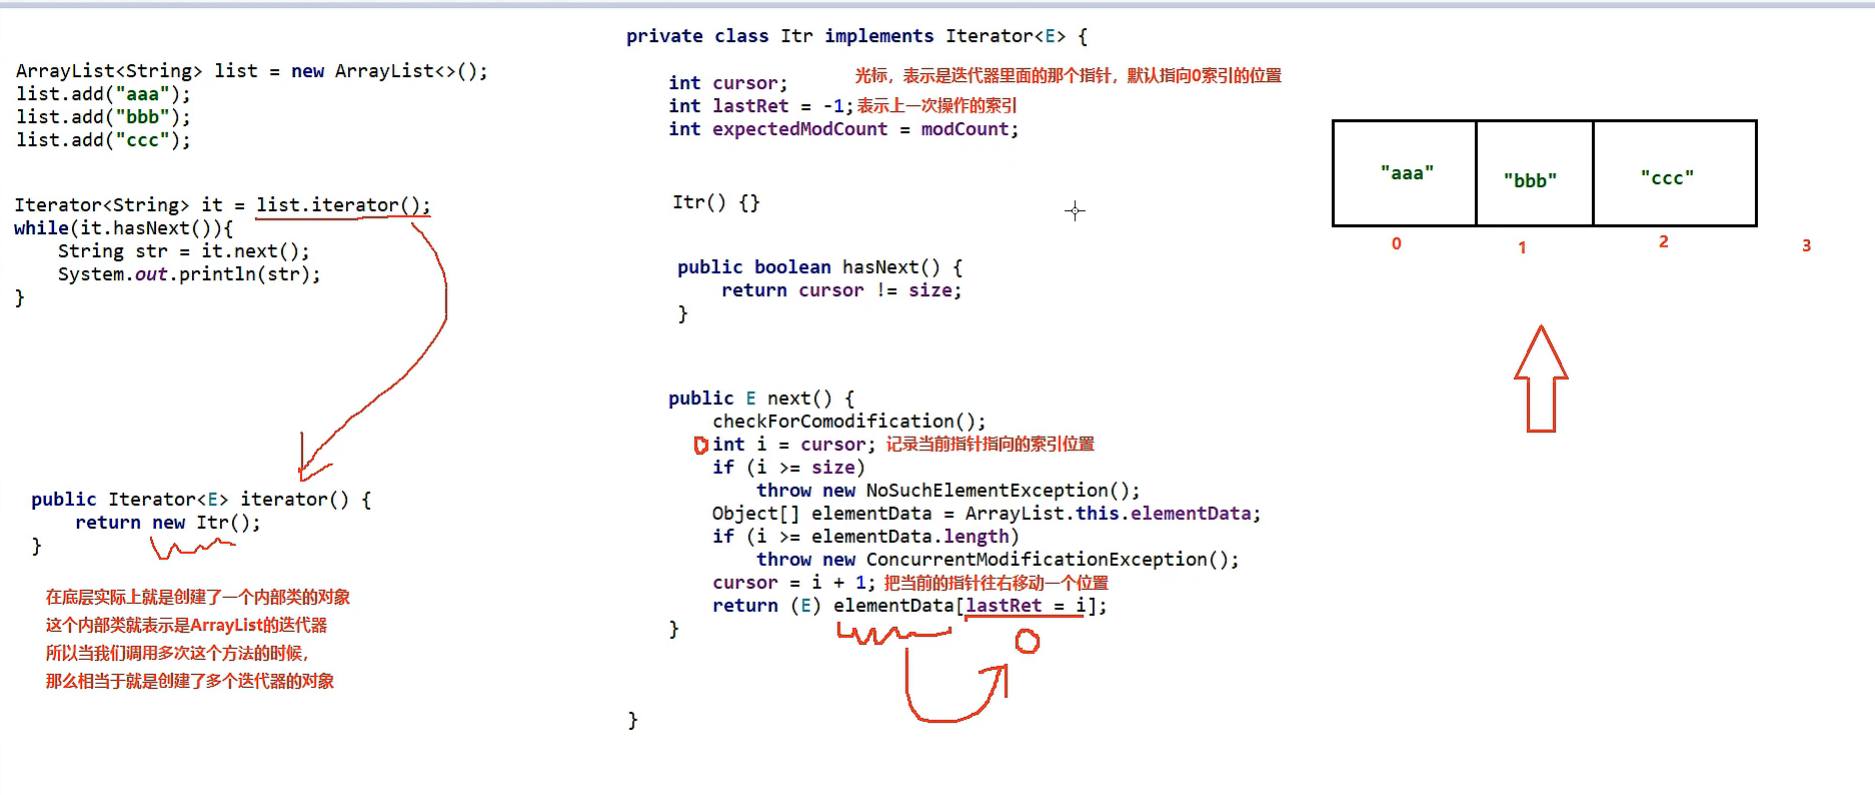 ArrayList<String> list = new ArrayList<>();
list.add("aaa");
list.add("bbb");
list.add("ccc");
Iterator<String> it = list.iterator();
while(it.hasNext()){
    String str = it.next();
    System.out.println(str);
}
public Iterator<E> iterator() {
    return new Itr();
}
在底层实际上就是创建了一个内部类的对象
这个内部类就表示是ArrayList的迭代器
所以当我们调用多次这个方法的时候，
那么相当于就是创建了多个迭代器的对象
private class Itr implements Iterator<E> {
    int cursor; 光标，表示是迭代器里面的那个指针，默认指向0索引的位置
    int lastRet = -1; 表示上一次操作的索引
    int expectedModCount = modCount;
    Itr() {}
    public boolean hasNext() {
        return cursor != size;
    }
    public E next() {
        checkForComodification();
        0 int i = cursor; 记录当前指针指向的索引位置
        if (i >= size)
            throw new NoSuchElementException();
        Object[] elementData = ArrayList.this.elementData;
        if (i >= elementData.length)
            throw new ConcurrentModificationException();
        cursor = i + 1; 把当前的指针往右移动一个位置
        return (E) elementData[lastRet = i];
    }
0
}
"aaa" "bbb" "ccc"
0 1 2 3